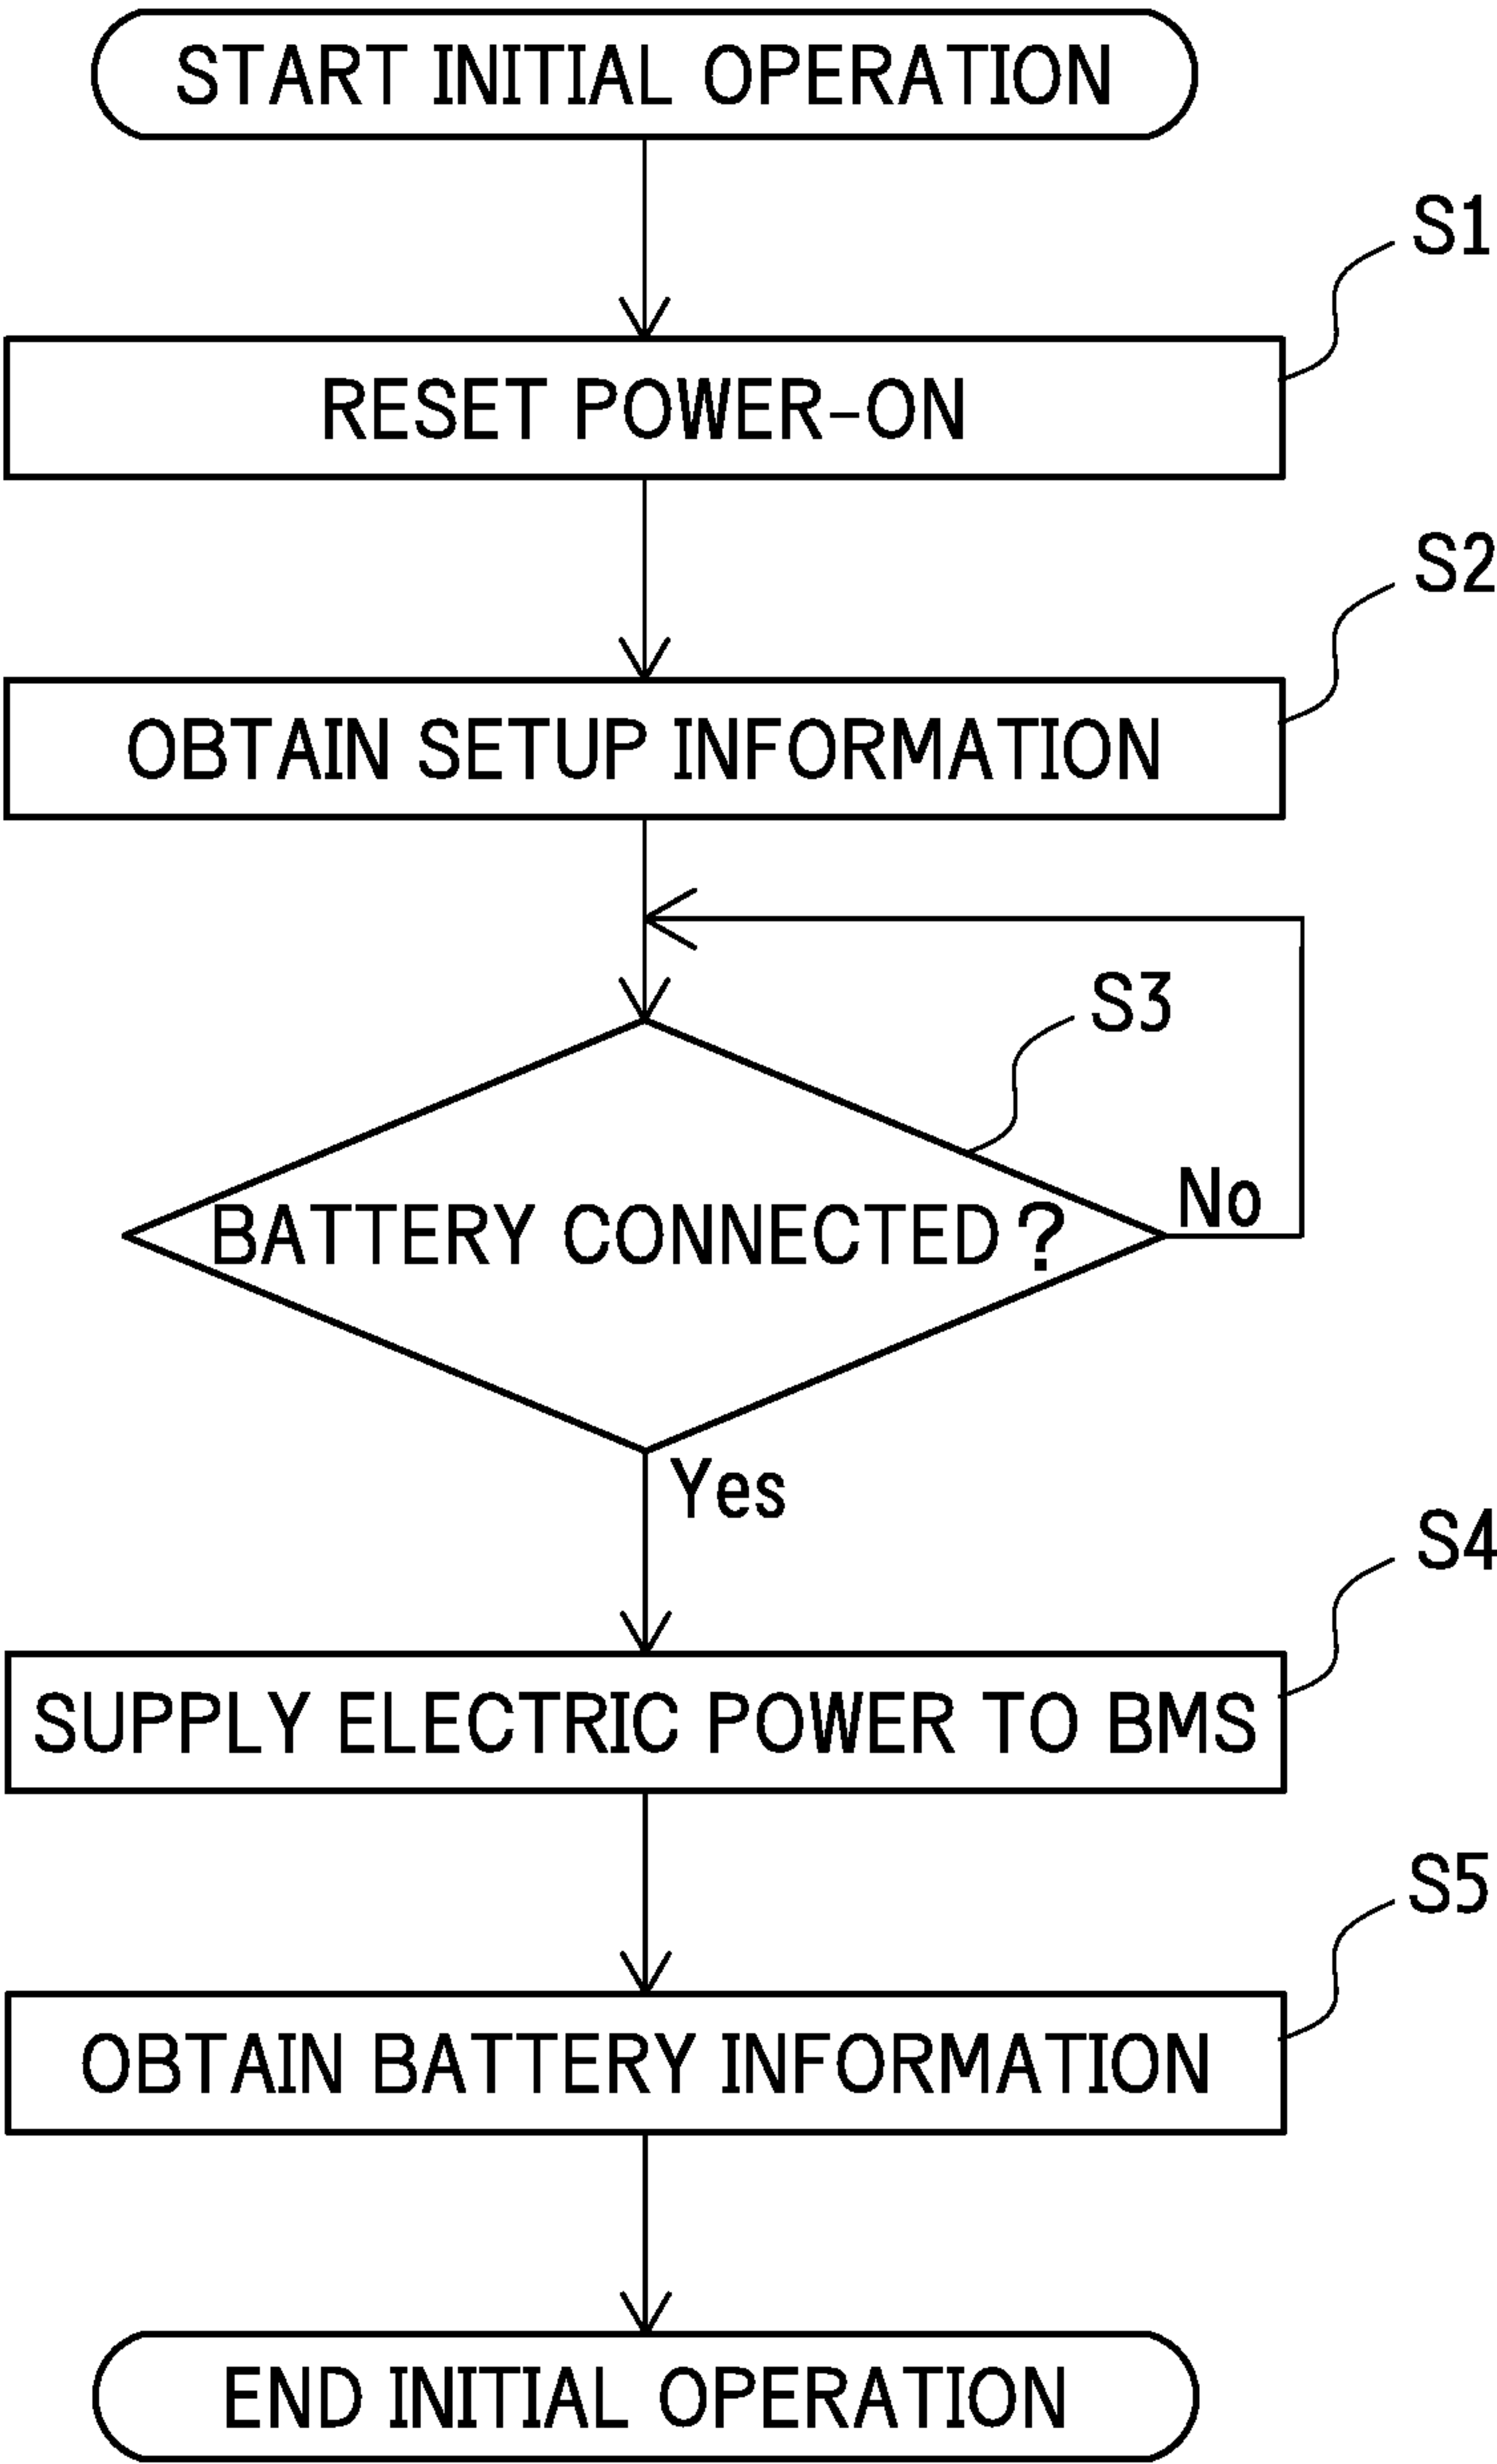 START INITIAL OPERATION
S1
RESET POWER-ON
S2
OBTAIN SETUP INFORMATION
S3
BATTERY CONNECTED?
No
Yes
S4
SUPPLY ELECTRIC POWER TO BMS
S5
OBTAIN BATTERY INFORMATION
END INITIAL OPERATION